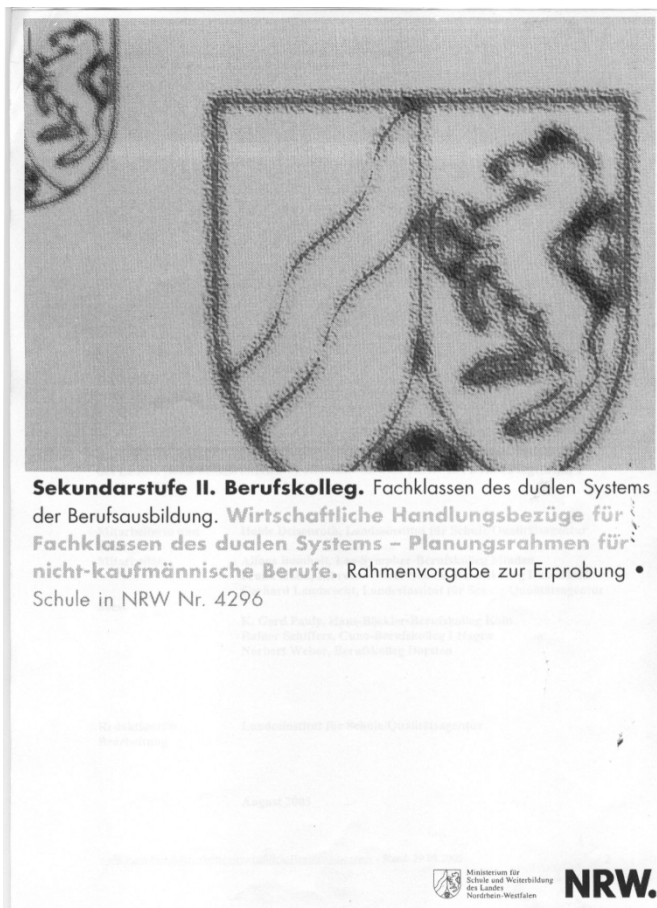 Sekundarstufe II. Berufskolleg. Fachklassen des dualen Systems
der Berufsausbildung. Wirtschaftliche Handlungsbezüge für
Fachklassen des dualen Systems – Planungsrahmen für
nicht-kaufmännische Berufe. Rahmenvorgabe zur Erprobung •
Schule in NRW Nr. 4296
August 2003
Ministerium für
Schule und Weiterbildung
des Landes
Nordrhein-Westfalen
NRW.